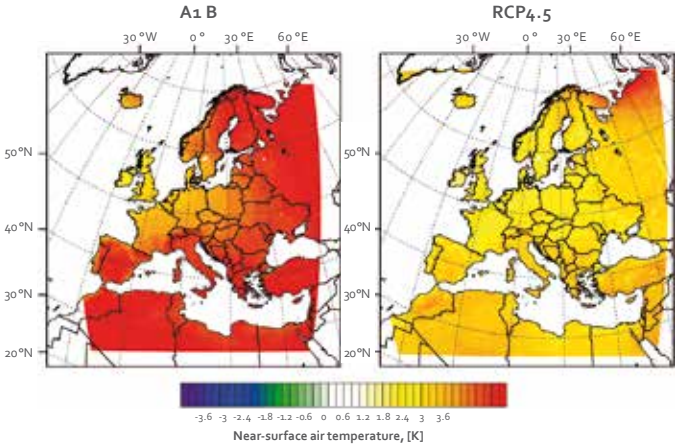 A1 B
RCP4.5
30°W 0° 30°E 60°E
30°W 0° 30°E 60°E
50°N
40°N
30°N
20°N
50°N
40°N
30°N
20°N
-3.6 -3 -2.4 -1.8 -1.2 -0.6 0 0.6 1.2 1.8 2.4 3 3.6
Near-surface air temperature, [K]